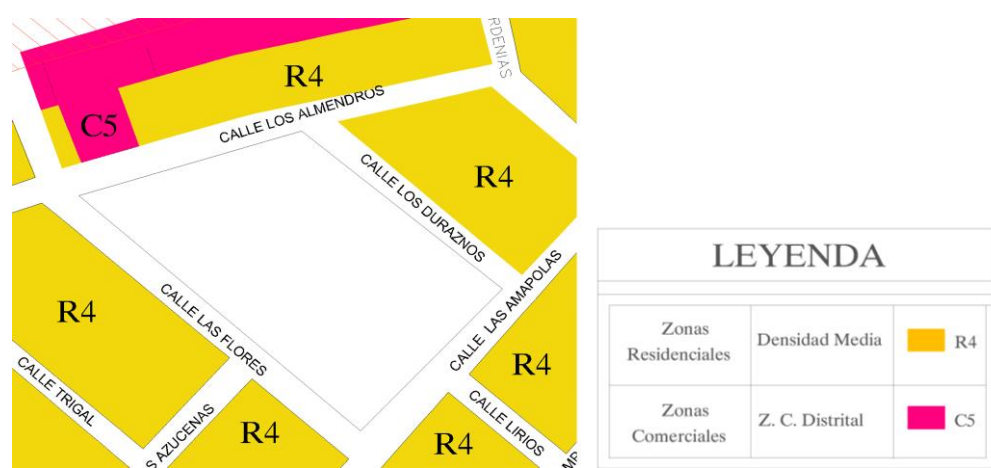 RDENIAS
R4
C5
CALLE LOS ALMENDROS
CALLE LOS DURAZNOS
R4
R4
CALLE LAS FLORES
CALLE LAS AMAPOLAS
R4
CALLE TRIGAL
S AZUCENAS
R4
R4
CALLE LIRIOS
LEYENDA
Zonas
Residenciales
Densidad Media
R4
Zonas
Comerciales
Z. C. Distrital
C5